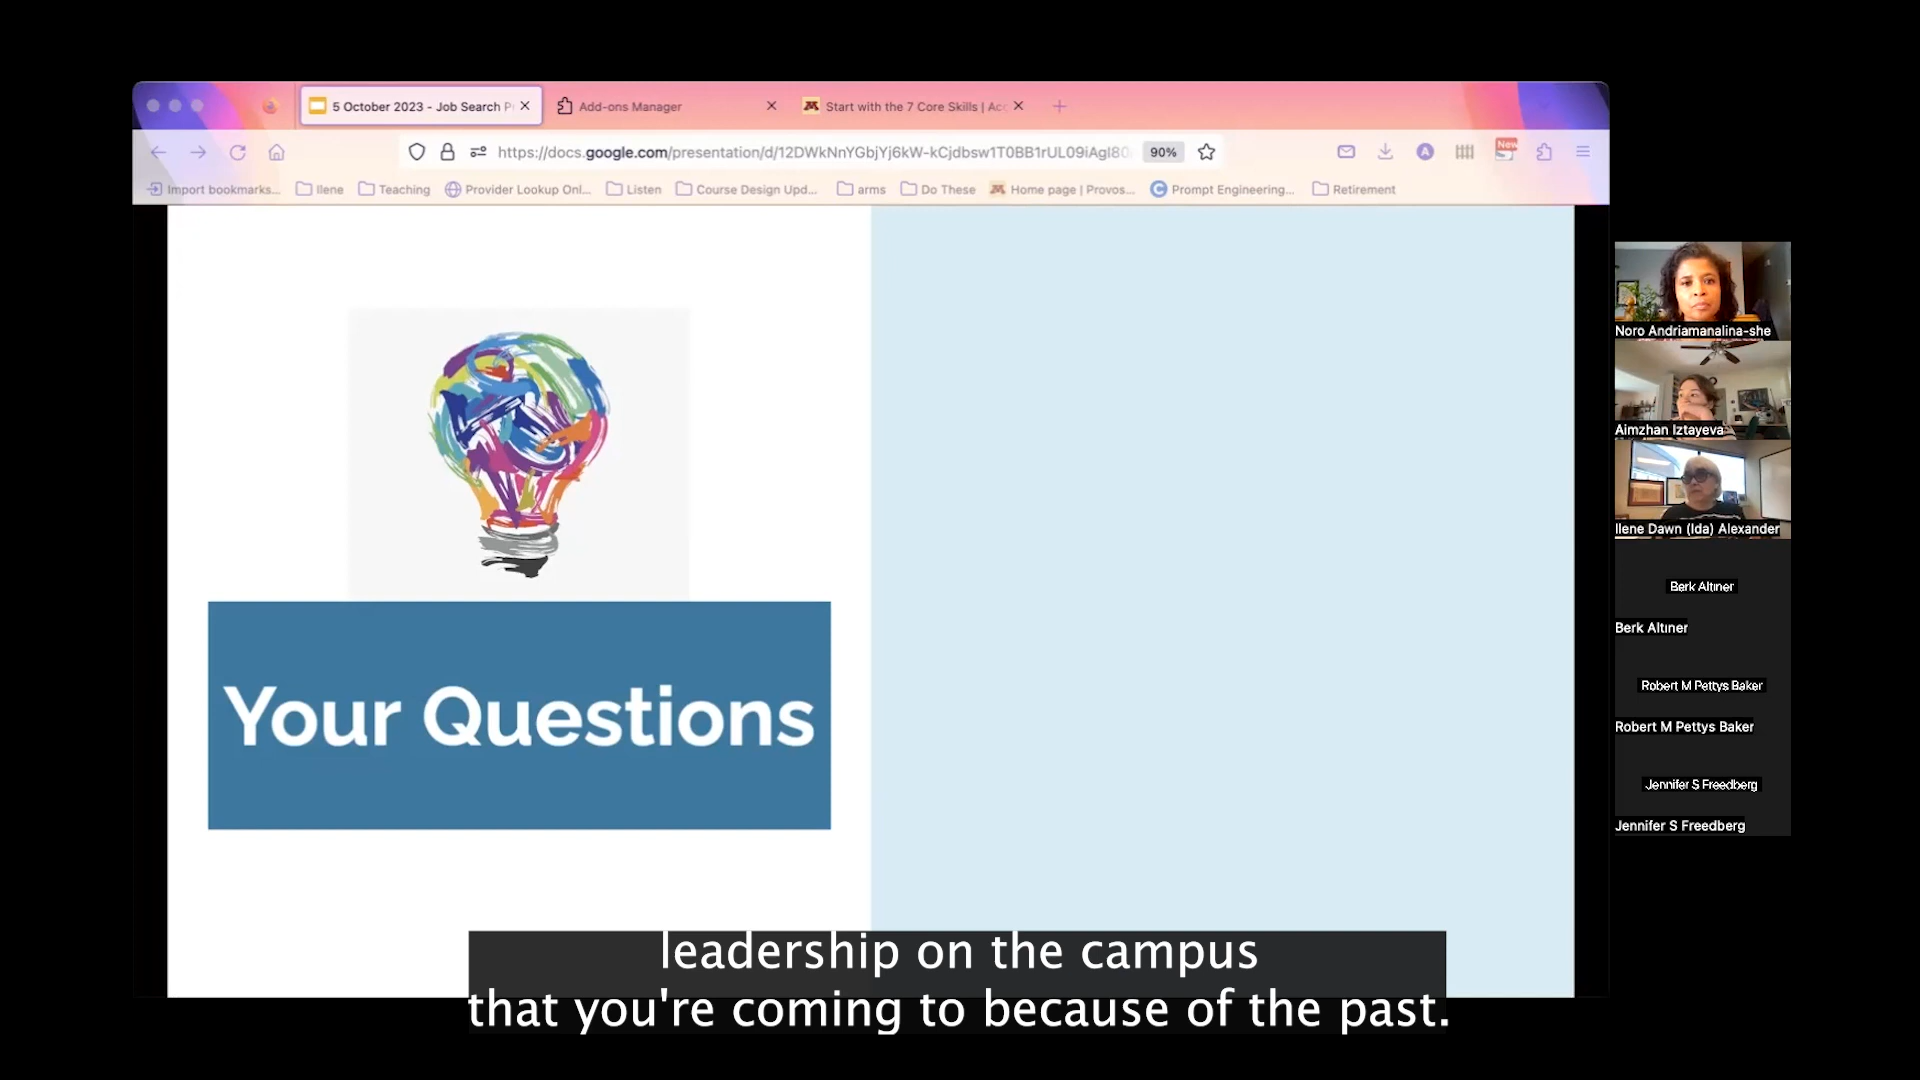 5 October 2023 - Job Search P
Add-ons Manager
Start with the 7 Core Skills | Acc
https://docs.google.com/presentation/d/12DWkNnYGbjYj6kW-kCjdbsw1T0BB1rUL09iAgI80
90%
New
Import bookmarks...
Ilene
Teaching
Provider Lookup Onl...
Listen
Course Design Upd...
arms
Do These
Home page | Provos...
Prompt Engineering...
Retirement
Your Questions
Noro Andriamanalina-she
Aimzhan Iztayeva
Ilene Dawn (Ida) Alexander
Berk Altıner
Berk Altıner
Robert M Pettys Baker
Robert M Pettys Baker
Jennifer S Freedberg
Jennifer S Freedberg
leadership on the campus
that you're coming to because of the past.